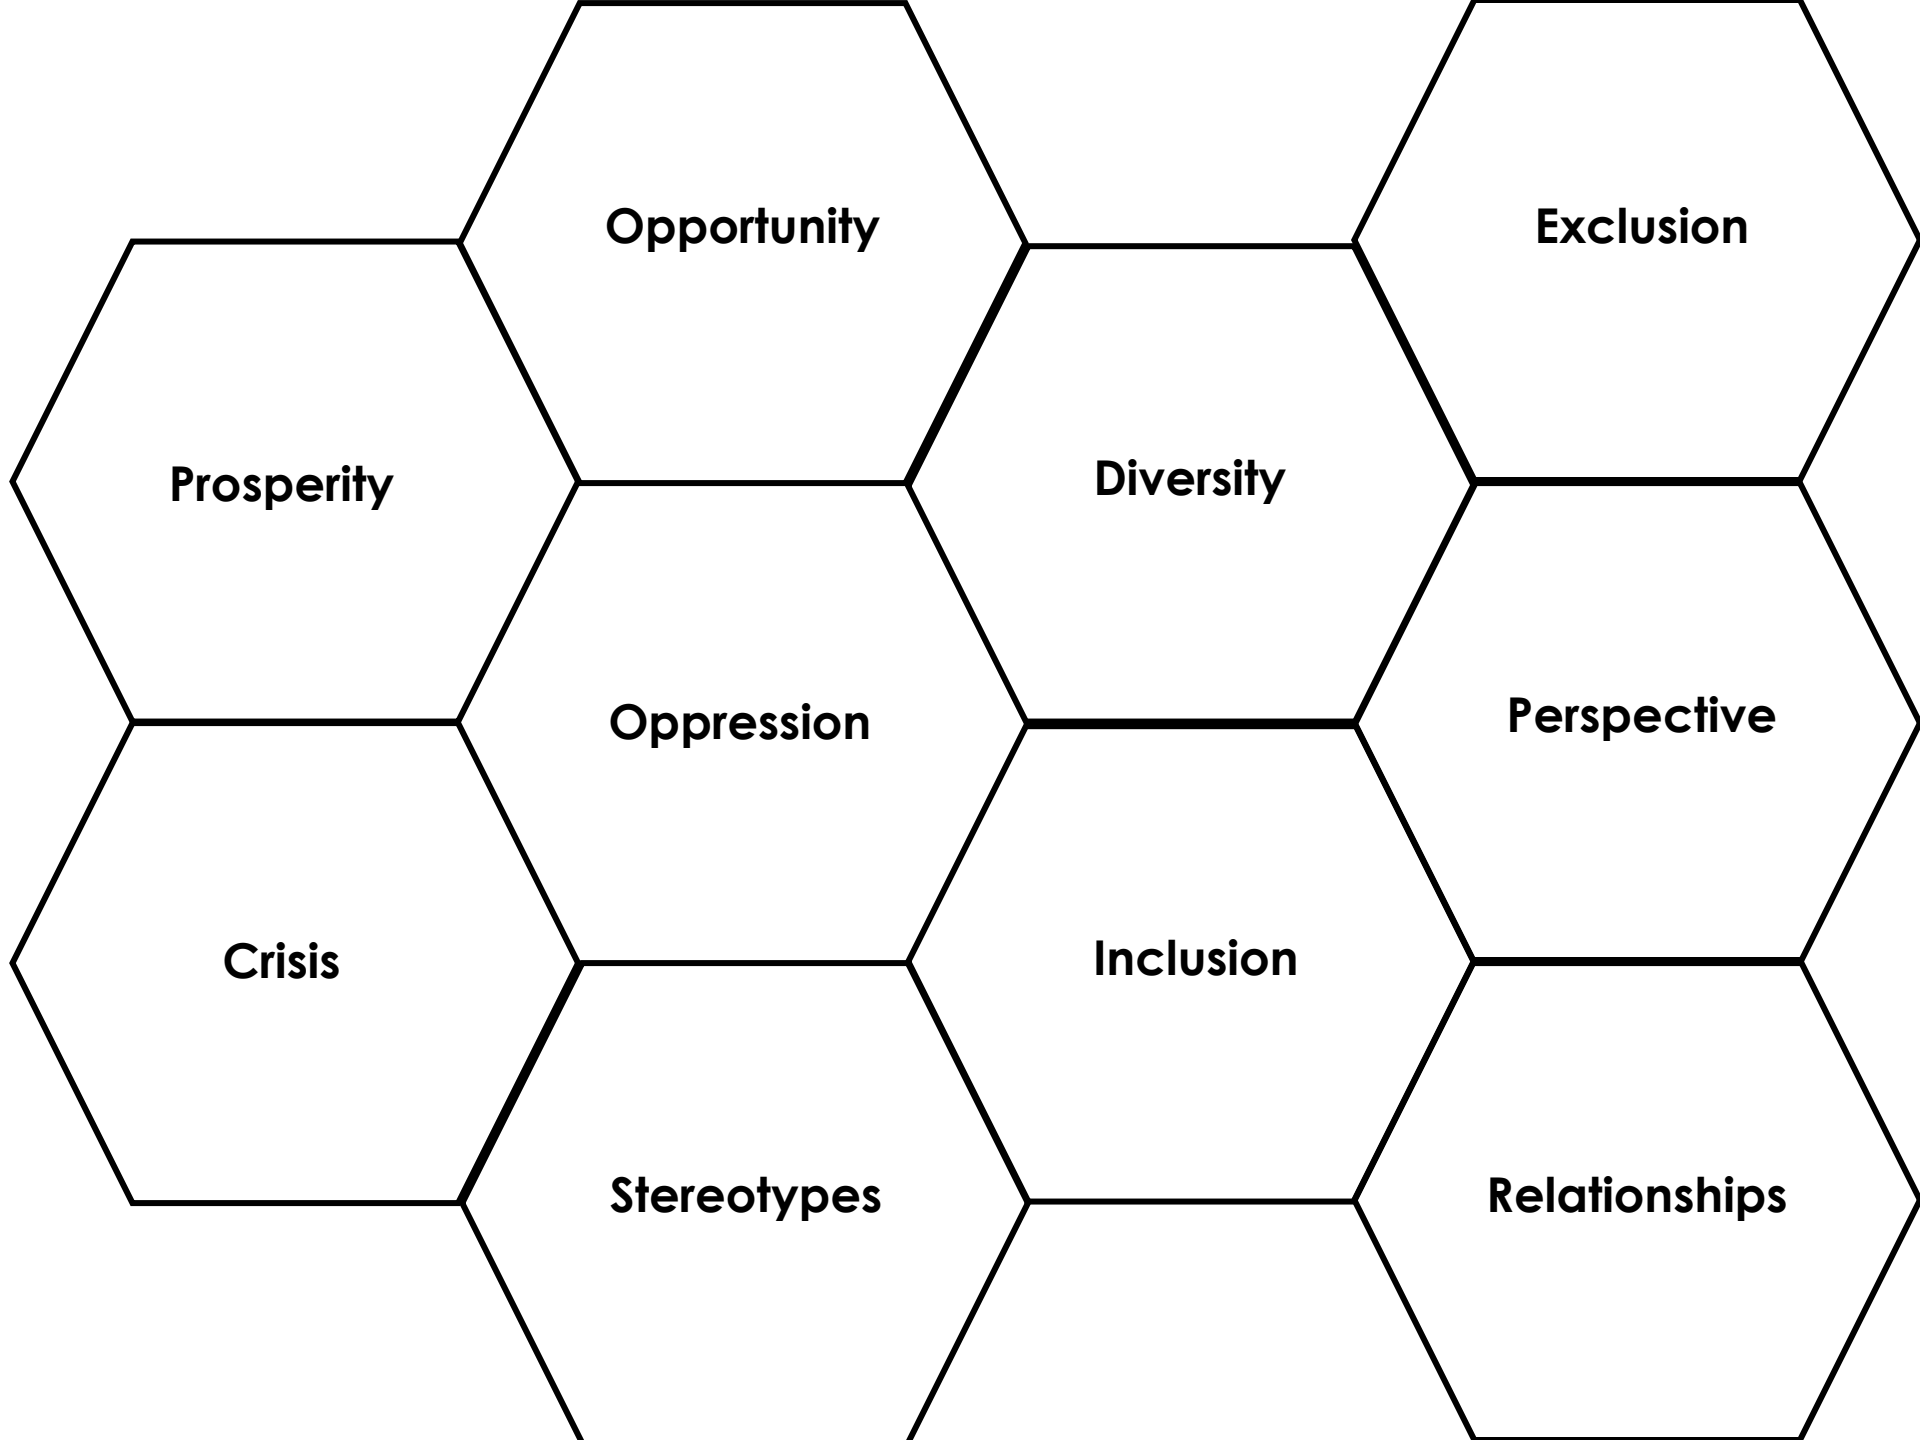 Opportunity
Exclusion
Prosperity
Diversity
Oppression
Perspective
Crisis
Inclusion
Stereotypes
Relationships